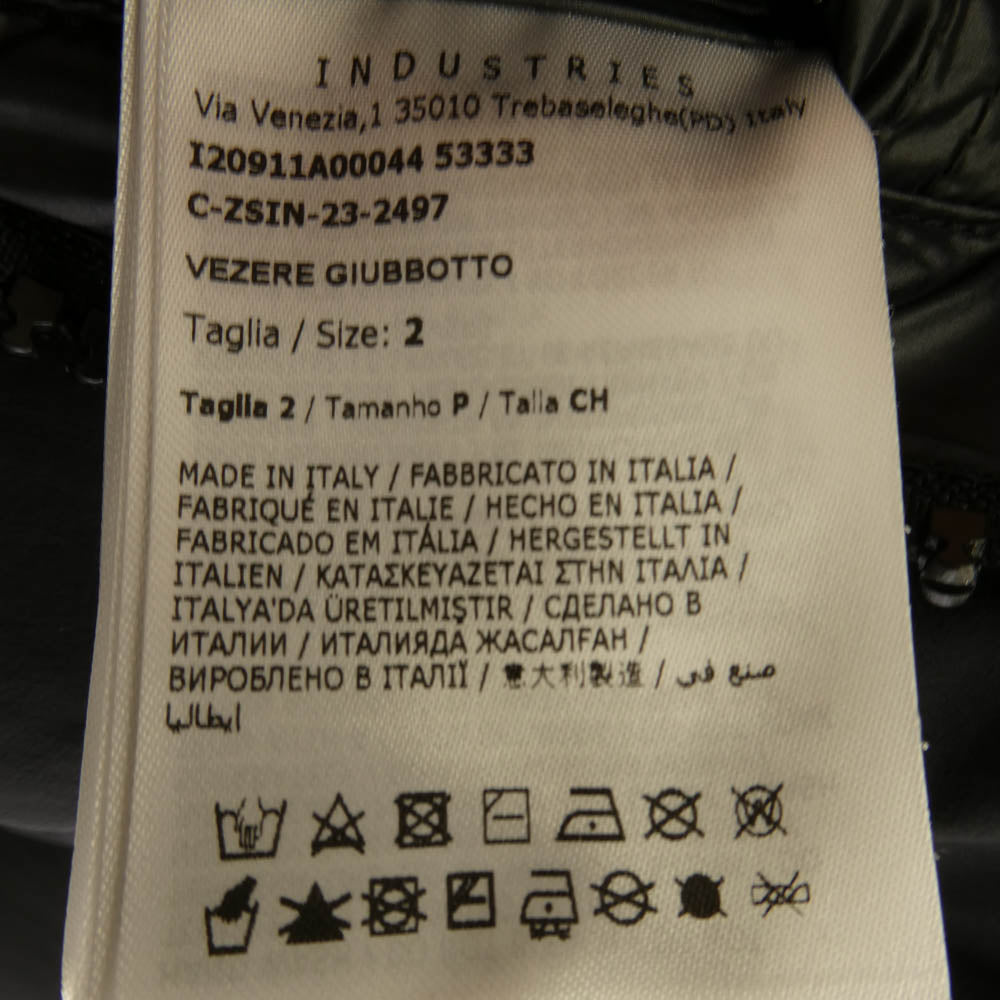 INDUSTRIES
Via Venezia,1 35010 Trebaseleghe(PD) Italy
I20911A00044 53333
C-ZSIN-23-2497
VEZERE GIUBBOTTO
Taglia / Size: 2
Taglia 2 / Tamanho P / Talla CH
MADE IN ITALY / FABBRICATO IN ITALIA /
FABRIQUÉ EN ITALIE / HECHO EN ITALIA /
FABRICADO EM ITÁLIA / HERGESTELLT IN
ITALIEN / ΚΑΤΑΣΚΕΥΑΖΕΤΑΙ ΣΤΗΝ ΙΤΑΛΙΑ /
ITALYA'DA ÜRETILMIŞTIR / СДЕЛАНО В
ИТАЛИИ / ИТАЛИЯДА ЖАСАЛҒАН /
ВИРОБЛЕНО В ІТАЛІЇ / 意大利製造 / صنع في
ايطاليا